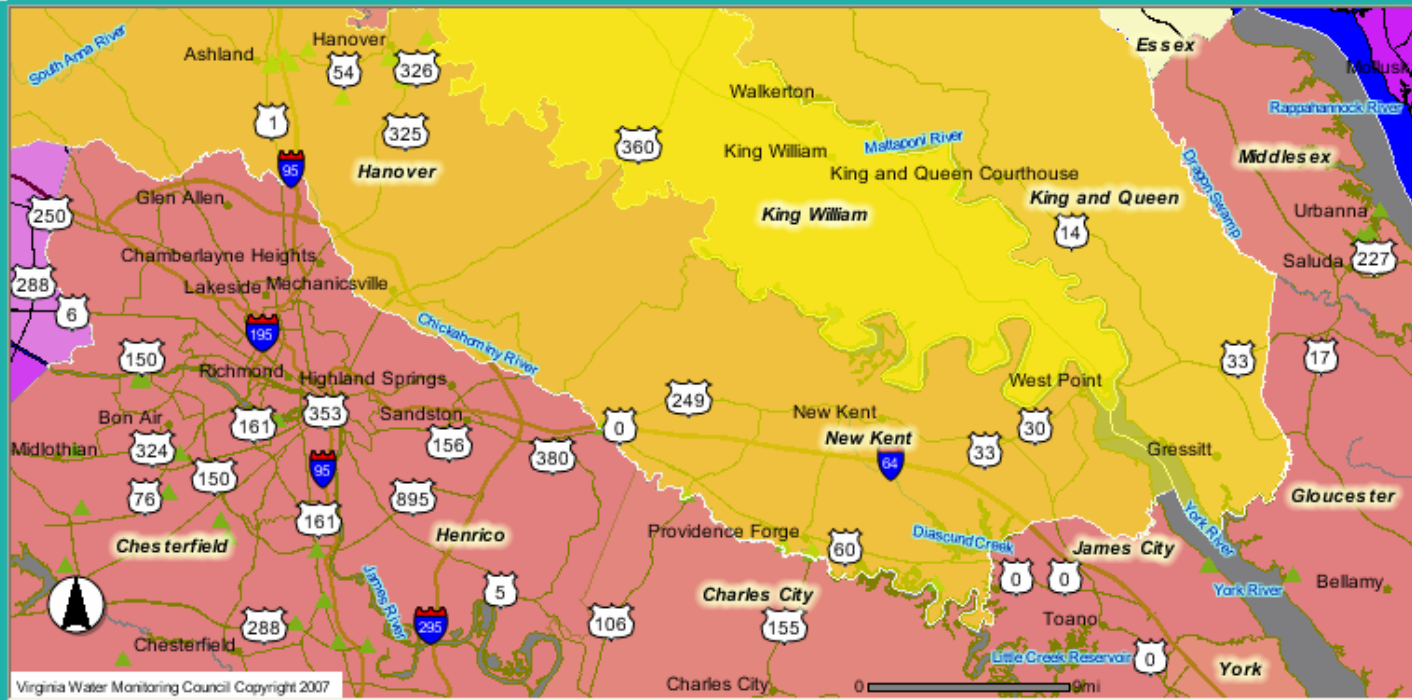 Essex
South Anna River
Ashland
Hanover
54
326
Mollusk
Walkerton
Rappahannock River
1
325
360
Mattaponi River
King William
Middlesex
95
Hanover
King and Queen Courthouse
Dragon Swamp
Glen Allen
King and Queen
250
King William
Urbanna
14
Chamberlayne Heights
Saluda
227
288
Lakeside
Mechanicsville
6
Chickahominy River
195
150
33
17
Richmond
Highland Springs
West Point
249
Bon Air
161
353
Sandston
New Kent
0
30
Midlothian
324
156
New Kent
33
Gressitt
380
64
95
150
76
895
Gloucester
161
Providence Forge
York River
Chesterfield
Henrico
60
Diascund Creek
James City
0
0
Bellamy
James River
5
Charles City
York River
288
295
106
155
Toano
Chesterfield
Little Creek Reservoir
0
York
Virginia Water Monitoring Council Copyright 2007
Charles City
0
9mi